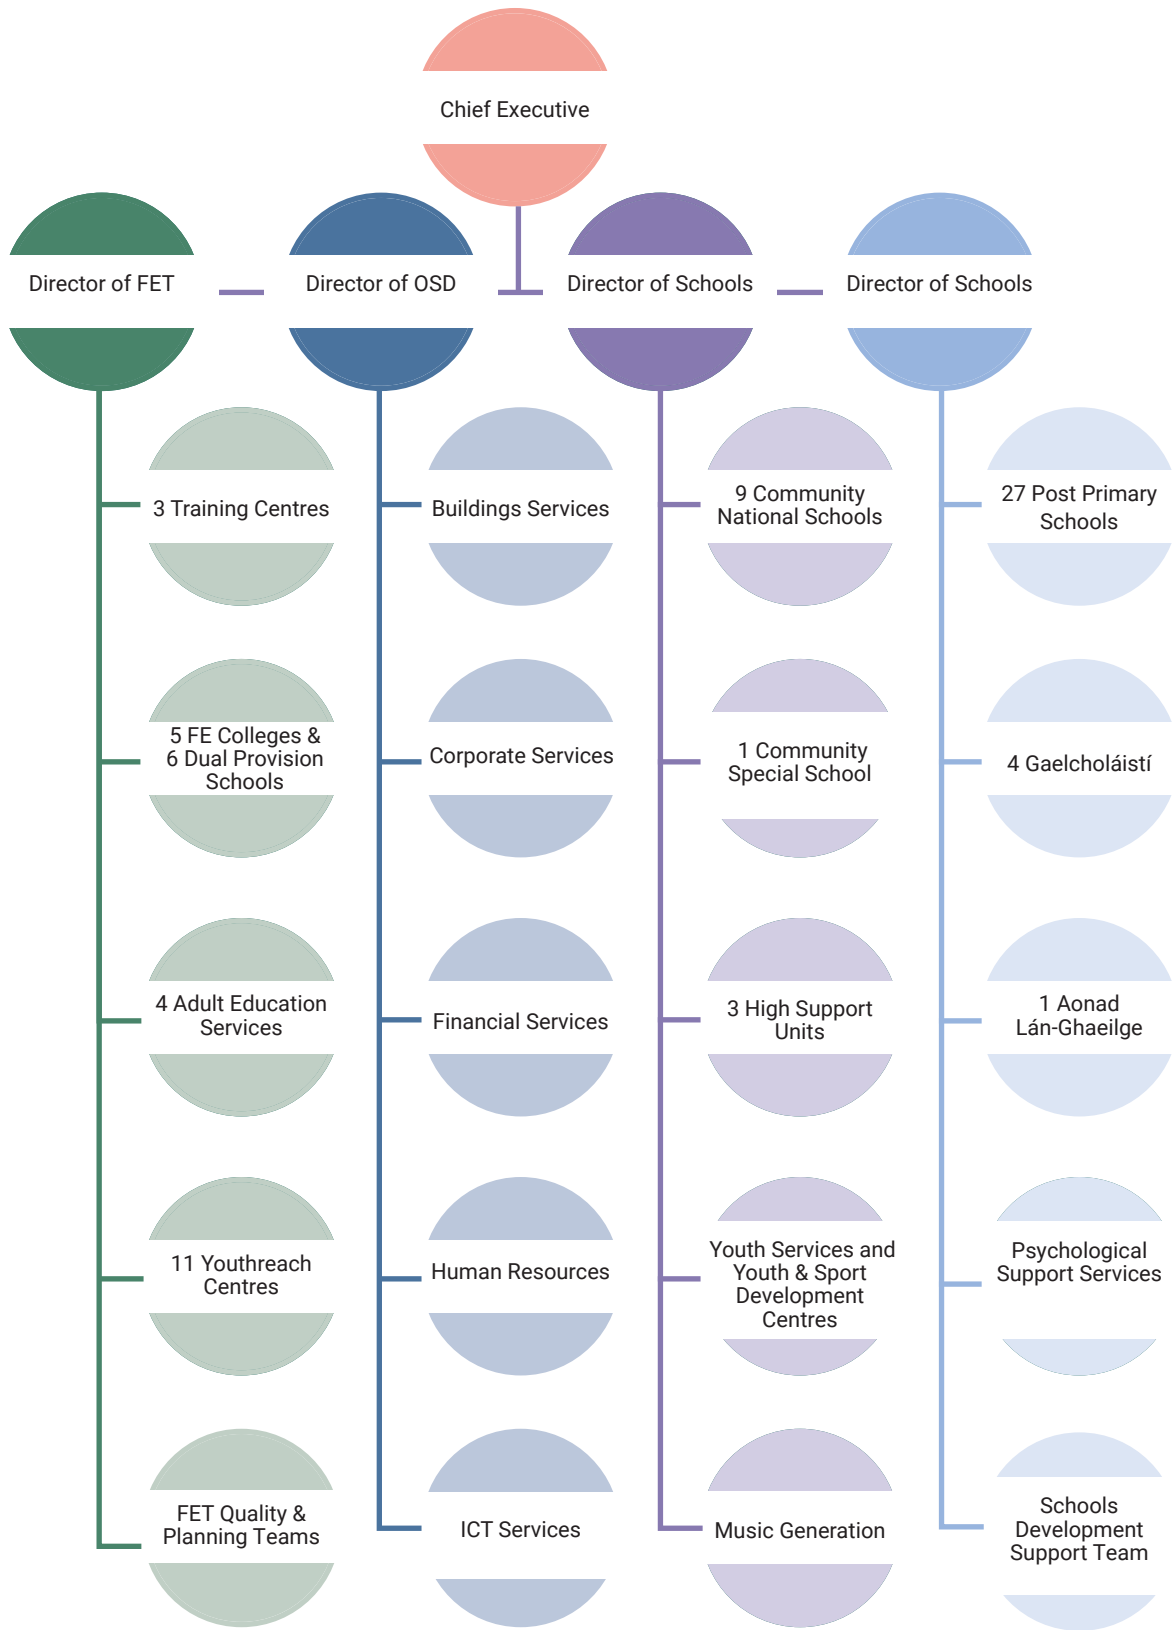 Chief Executive
Director of FET
Director of OSD
Director of Schools
Director of Schools
3 Training Centres
5 FE Colleges &
6 Dual Provision
Schools
4 Adult Education
Services
11 Youthreach
Centres
FET Quality &
Planning Teams
Buildings Services
Corporate Services
Financial Services
Human Resources
ICT Services
9 Community
National Schools
1 Community
Special School
3 High Support
Units
Youth Services and
Youth & Sport
Development
Centres
Music Generation
27 Post Primary
Schools
4 Gaelcholáistí
1 Aonad
Lán-Ghaeilge
Psychological
Support Services
Schools
Development
Support Team